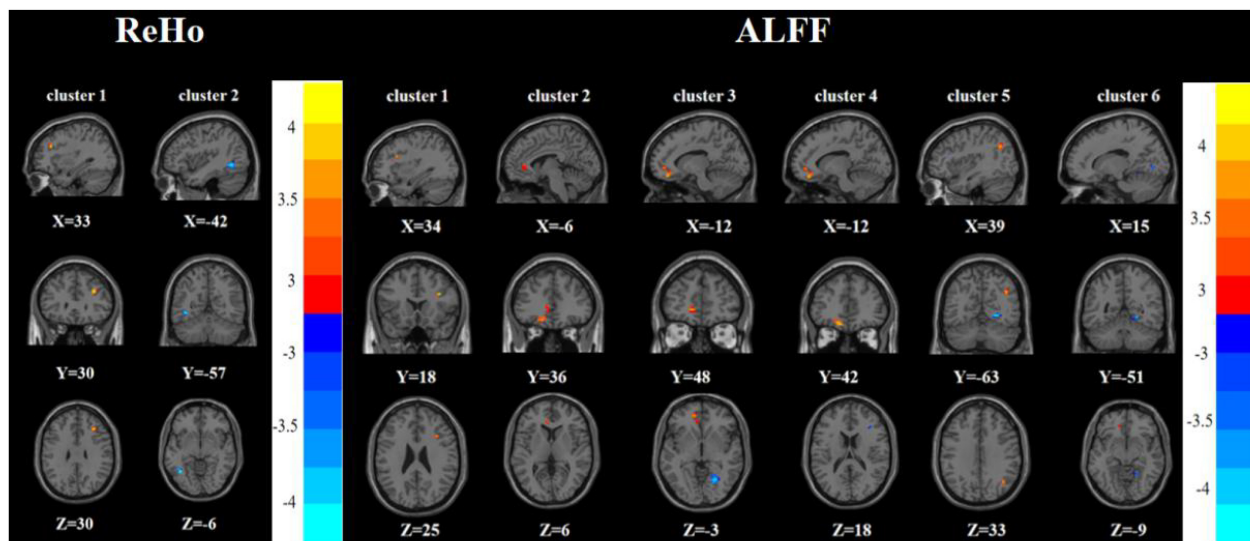 ReHo ALFF
cluster 1 cluster 2 cluster 1 cluster 2 cluster 3 cluster 4 cluster 5 cluster 6
X=33 X=-42 X=34 X=-6 X=-12 X=-12 X=39 X=15
Y=30 Y=-57 Y=18 Y=36 Y=48 Y=42 Y=-63 Y=-51
Z=30 Z=-6 Z=25 Z=6 Z=-3 Z=18 Z=33 Z=-9
4
3.5
3
-3
-3.5
-4
4
3.5
3
-3
-3.5
-4